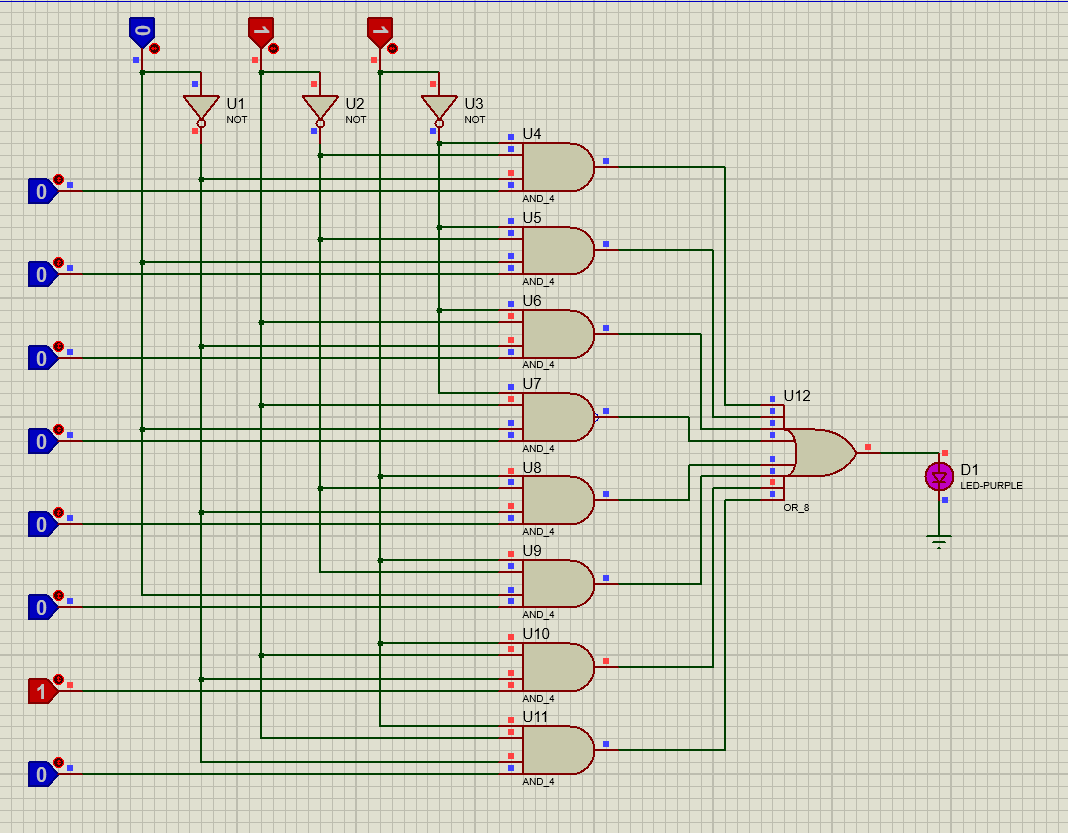 0
1
1
U1
NOT
U2
NOT
U3
NOT
U4
AND_4
0
U5
AND_4
0
U6
AND_4
0
U7
AND_4
0
U12
OR_8
D1
LED-PURPLE
U8
AND_4
0
U9
AND_4
0
U10
AND_4
1
U11
AND_4
0